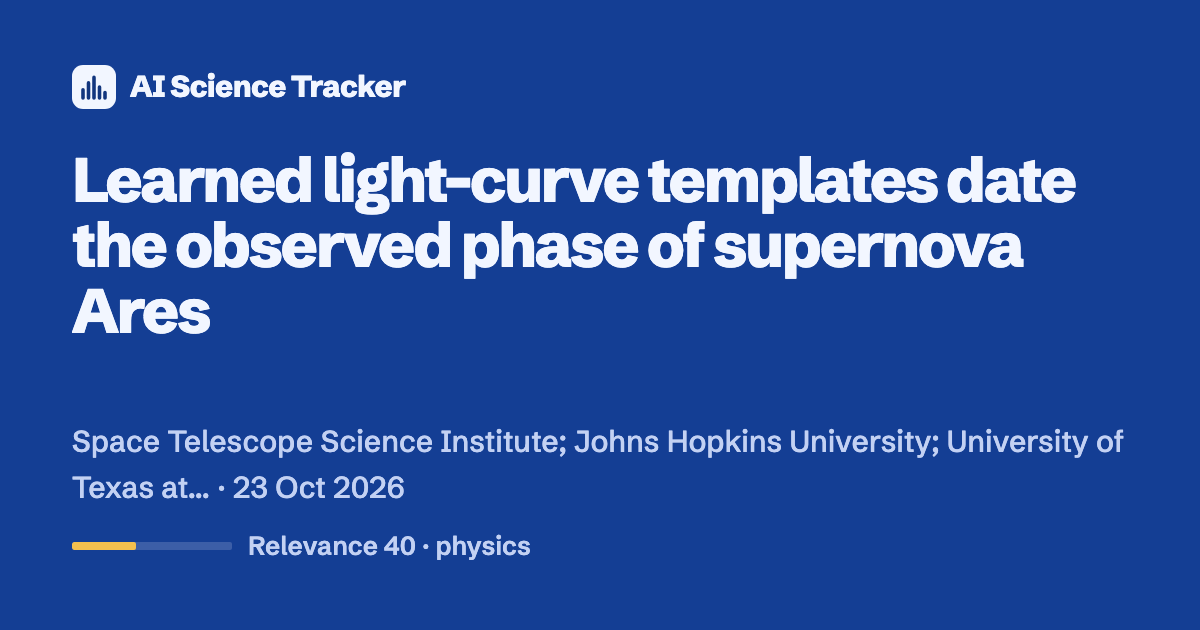 AI Science Tracker
Learned light-curve templates date
the observed phase of supernova
Ares
Space Telescope Science Institute; Johns Hopkins University; University of
Texas at... · 23 Oct 2026
Relevance 40 · physics